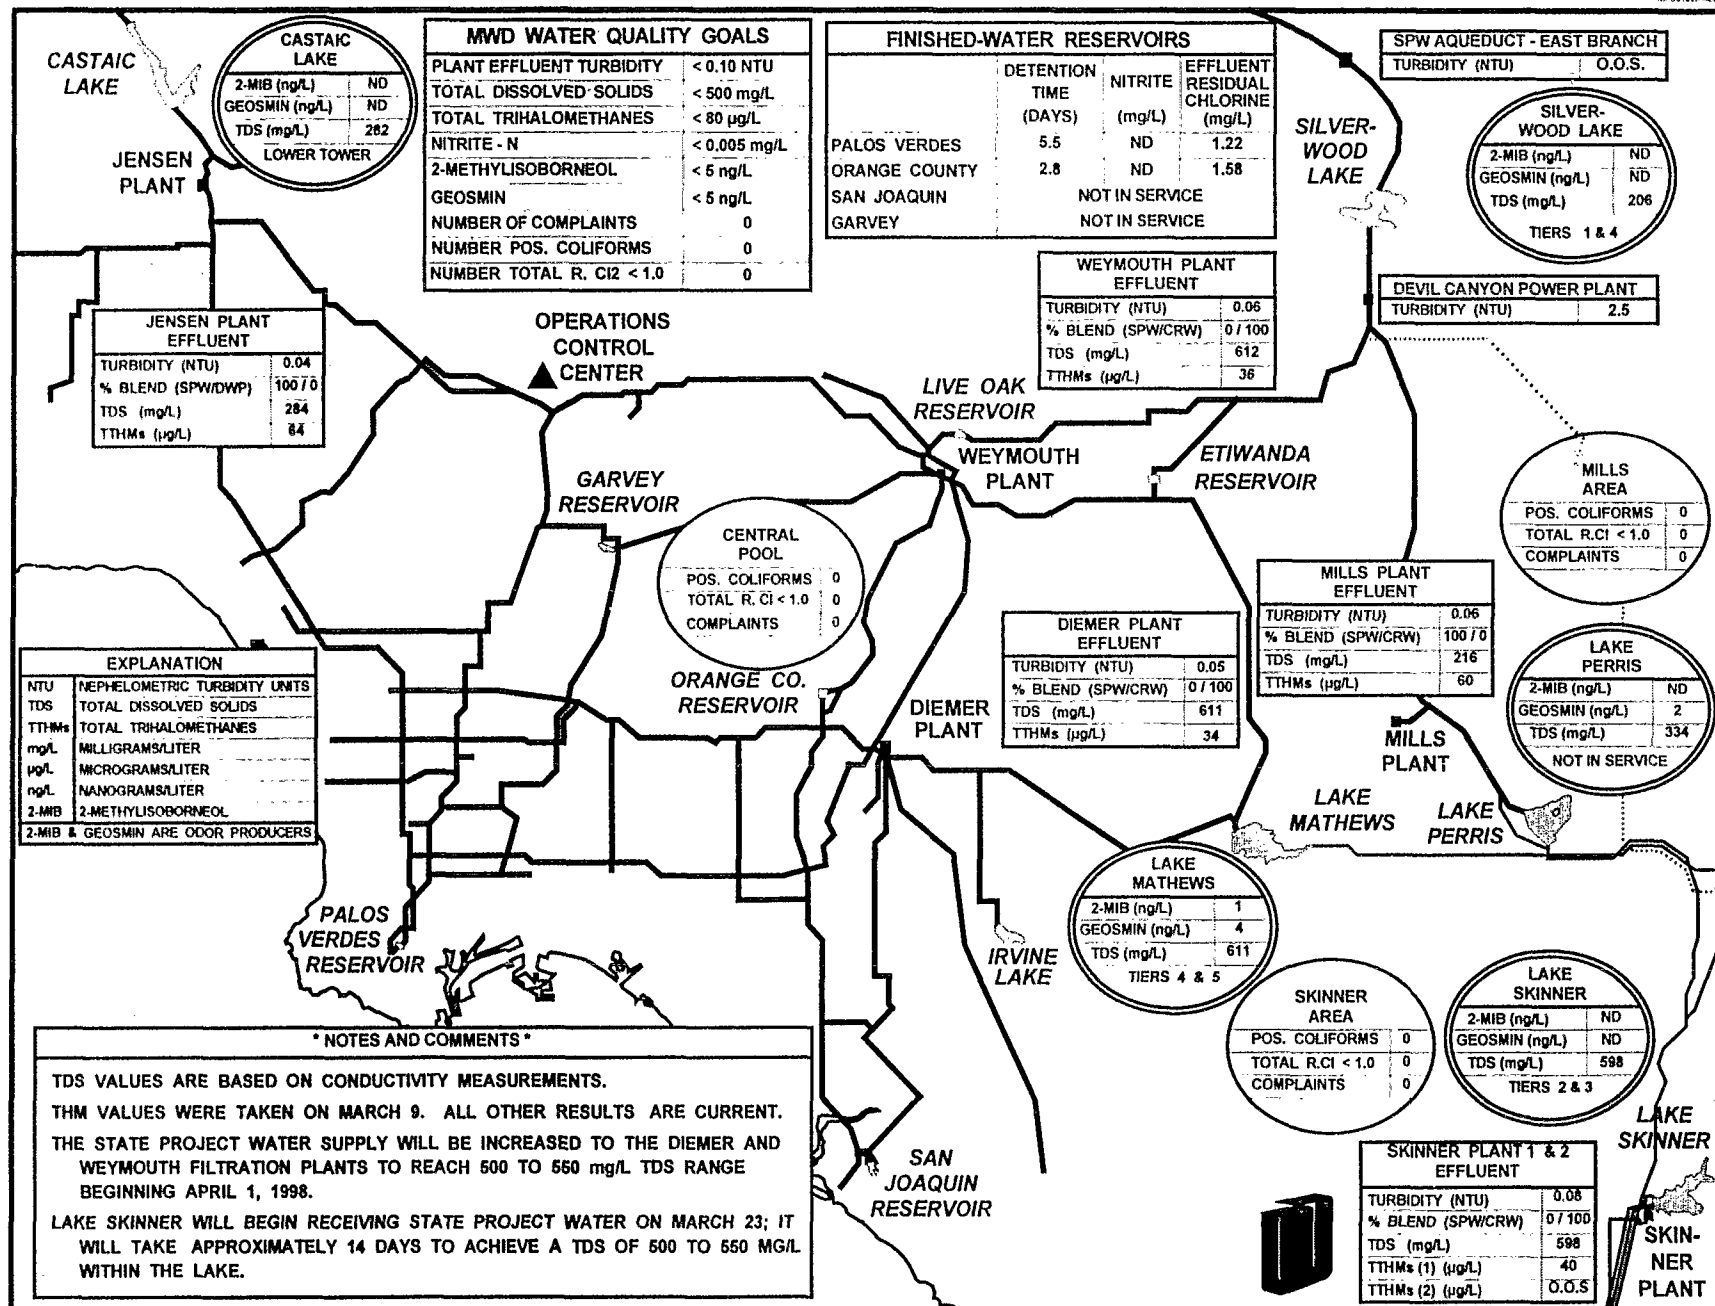 CASTAIC
LAKE
CASTAIC
LAKE
2-MIB (ng/L) ND
GEOSMIN (ng/L) ND
TDS (mg/L) 282
LOWER TOWER
MWD WATER QUALITY GOALS
PLANT EFFLUENT TURBIDITY < 0.10 NTU
TOTAL DISSOLVED SOLIDS < 500 mg/L
TOTAL TRIHALOMETHANES < 80 µg/L
NITRITE - N < 0.005 mg/L
2-METHYLISOBORNEOL < 5 ng/L
GEOSMIN < 5 ng/L
NUMBER OF COMPLAINTS 0
NUMBER POS. COLIFORMS 0
NUMBER TOTAL R. Cl2 < 1.0 0
FINISHED-WATER RESERVOIRS
DETENTION TIME (DAYS) NITRITE (mg/L) EFFLUENT RESIDUAL CHLORINE (mg/L)
PALOS VERDES 5.5 ND 1.22
ORANGE COUNTY 2.8 ND 1.58
SAN JOAQUIN NOT IN SERVICE
GARVEY NOT IN SERVICE
SPW AQUEDUCT - EAST BRANCH
TURBIDITY (NTU) O.O.S.
SILVER-
WOOD
LAKE
SILVER-
WOOD LAKE
2-MIB (ng/L) ND
GEOSMIN (ng/L) ND
TDS (mg/L) 206
TIERS 1 & 4
JENSEN
PLANT
WEYMOUTH PLANT
EFFLUENT
TURBIDITY (NTU) 0.06
% BLEND (SPW/CRW) 0 / 100
TDS (mg/L) 612
TTHMs (µg/L) 36
DEVIL CANYON POWER PLANT
TURBIDITY (NTU) 2.5
JENSEN PLANT
EFFLUENT
TURBIDITY (NTU) 0.04
% BLEND (SPW/DWP) 100 / 0
TDS (mg/L) 284
TTHMs (µg/L) 64
OPERATIONS
CONTROL
CENTER
LIVE OAK
RESERVOIR
WEYMOUTH
PLANT
ETIWANDA
RESERVOIR
GARVEY
RESERVOIR
MILLS
AREA
POS. COLIFORMS 0
TOTAL R.Cl < 1.0 0
COMPLAINTS 0
CENTRAL
POOL
POS. COLIFORMS 0
TOTAL R. Cl < 1.0 0
COMPLAINTS 0
MILLS PLANT
EFFLUENT
TURBIDITY (NTU) 0.06
% BLEND (SPW/CRW) 100 / 0
TDS (mg/L) 216
TTHMs (µg/L) 60
DIEMER PLANT
EFFLUENT
TURBIDITY (NTU) 0.05
% BLEND (SPW/CRW) 0 / 100
TDS (mg/L) 611
TTHMs (µg/L) 34
LAKE
PERRIS
2-MIB (ng/L) ND
GEOSMIN (ng/L) 2
TDS (mg/L) 334
NOT IN SERVICE
EXPLANATION
NTU NEPHELOMETRIC TURBIDITY UNITS
TDS TOTAL DISSOLVED SOLIDS
TTHMs TOTAL TRIHALOMETHANES
mg/L MILLIGRAMS/LITER
µg/L MICROGRAMS/LITER
ng/L NANOGRAMS/LITER
2-MIB 2-METHYLISOBORNEOL
2-MIB & GEOSMIN ARE ODOR PRODUCERS
ORANGE CO.
RESERVOIR
DIEMER
PLANT
MILLS
PLANT
LAKE
MATHEWS
LAKE
PERRIS
LAKE
MATHEWS
2-MIB (ng/L) 1
GEOSMIN (ng/L) 4
TDS (mg/L) 611
TIERS 4 & 5
PALOS
VERDES
RESERVOIR
IRVINE
LAKE
SKINNER
AREA
POS. COLIFORMS 0
TOTAL R.Cl < 1.0 0
COMPLAINTS 0
LAKE
SKINNER
2-MIB (ng/L) ND
GEOSMIN (ng/L) ND
TDS (mg/L) 598
TIERS 2 & 3
* NOTES AND COMMENTS *
TDS VALUES ARE BASED ON CONDUCTIVITY MEASUREMENTS.
THM VALUES WERE TAKEN ON MARCH 9. ALL OTHER RESULTS ARE CURRENT.
THE STATE PROJECT WATER SUPPLY WILL BE INCREASED TO THE DIEMER AND
WEYMOUTH FILTRATION PLANTS TO REACH 500 TO 550 mg/L TDS RANGE
BEGINNING APRIL 1, 1998.
LAKE SKINNER WILL BEGIN RECEIVING STATE PROJECT WATER ON MARCH 23; IT
WILL TAKE APPROXIMATELY 14 DAYS TO ACHIEVE A TDS OF 500 TO 550 MG/L
WITHIN THE LAKE.
SAN
JOAQUIN
RESERVOIR
LAKE
SKINNER
SKINNER PLANT 1 & 2
EFFLUENT
TURBIDITY (NTU) 0.08
% BLEND (SPW/CRW) 0 / 100
TDS (mg/L) 598
TTHMs (1) (µg/L) 40
TTHMs (2) (µg/L) O.O.S
SKIN-
NER
PLANT